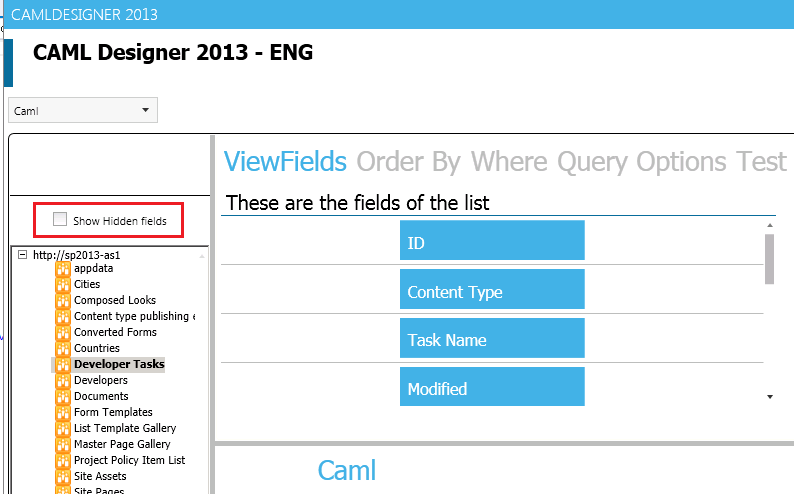 CAMLDESIGNER 2013
CAML Designer 2013 - ENG
Caml
Show Hidden fields
http://sp2013-as1
appdata
Cities
Composed Looks
Content type publishing e
Converted Forms
Countries
Developer Tasks
Developers
Documents
Form Templates
List Template Gallery
Master Page Gallery
Project Policy Item List
Site Assets
Site Pages
ViewFields Order By Where Query Options Test
These are the fields of the list
ID
Content Type
Task Name
Modified
Caml